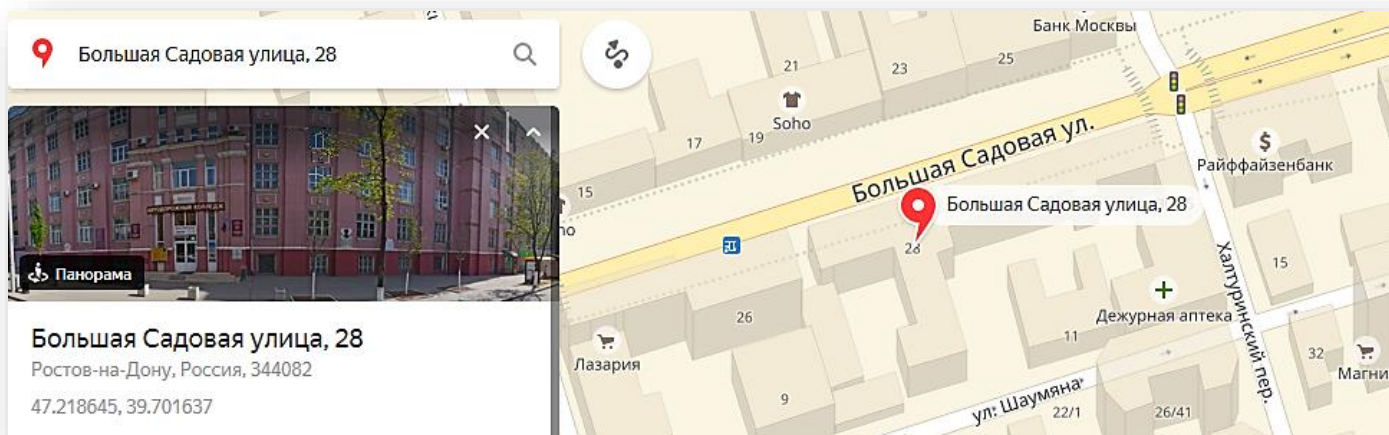 Большая Садовая улица, 28
АВТОДОРОЖНЫЙ КОЛЛЕДЖ
Панорама
Большая Садовая улица, 28
Ростов-на-Дону, Россия, 344082
47.218645, 39.701637
Банк Москвы
21
23
25
Soho
17
19
15
Большая Садовая ул.
Райффайзенбанк
$
Большая Садовая улица, 28
28
26
Лазария
9
Дежурная аптека
11
15
Халтуринский пер.
32
ул. Шаумяна
22/1
26/41